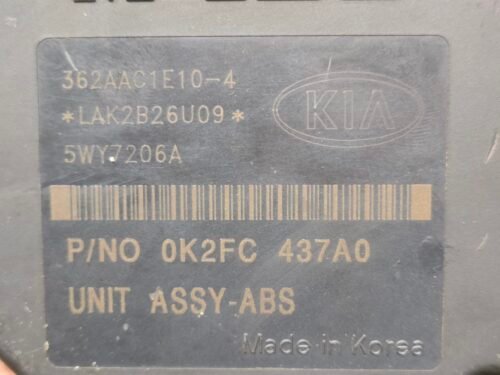 362AAC1E10-4
*LAK2B26U09*
KIA
5WY7206A
P/NO 0K2FC 437A0
UNIT ASSY-ABS
Made in Korea